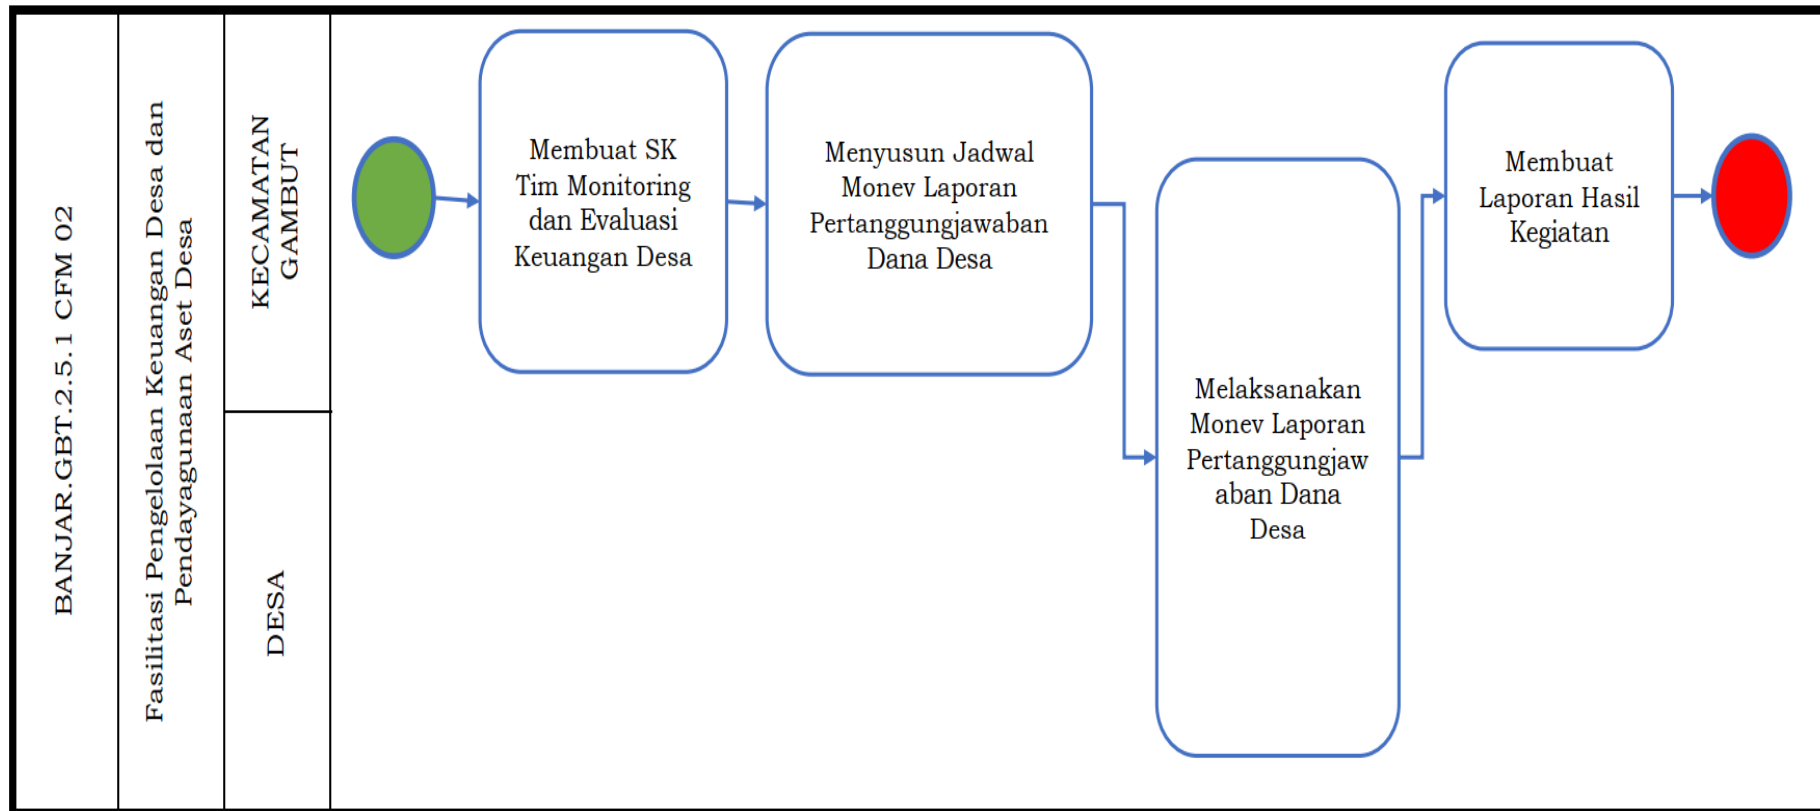 BANJAR.GBT.2.5.1 CFM 02
Fasilitasi Pengelolaan Keuangan Desa dan
Pendayagunaan Aset Desa
KECAMATAN
GAMBUT
DESA
Membuat SK
Tim Monitoring
dan Evaluasi
Keuangan Desa
Menyusun Jadwal
Monev Laporan
Pertanggungjawaban
Dana Desa
Melaksanakan
Monev Laporan
Pertanggungjaw
aban Dana
Desa
Membuat
Laporan Hasil
Kegiatan